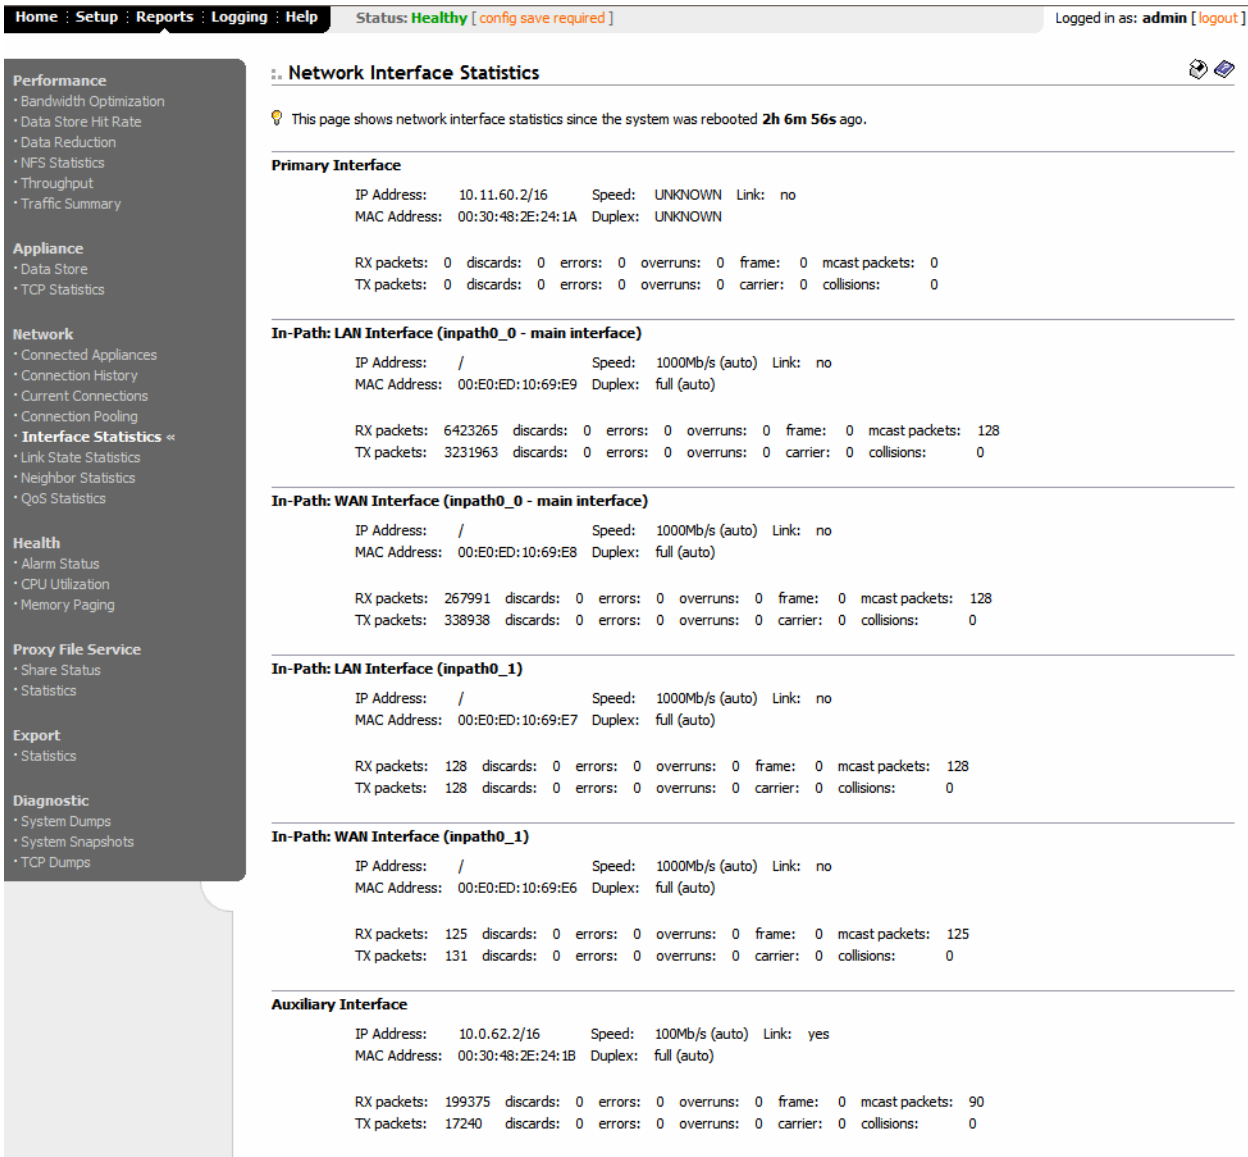 Home Setup Reports Logging Help Status: Healthy [ config save required ] Logged in as: admin [ logout ]
Performance
· Bandwidth Optimization
· Data Store Hit Rate
· Data Reduction
· NFS Statistics
· Throughput
· Traffic Summary
Appliance
· Data Store
· TCP Statistics
Network
· Connected Appliances
· Connection History
· Current Connections
· Connection Pooling
· Interface Statistics «
· Link State Statistics
· Neighbor Statistics
· QoS Statistics
Health
· Alarm Status
· CPU Utilization
· Memory Paging
Proxy File Service
· Share Status
· Statistics
Export
· Statistics
Diagnostic
· System Dumps
· System Snapshots
· TCP Dumps
:. Network Interface Statistics
This page shows network interface statistics since the system was rebooted 2h 6m 56s ago.
Primary Interface
IP Address: 10.11.60.2/16 Speed: UNKNOWN Link: no
MAC Address: 00:30:48:2E:24:1A Duplex: UNKNOWN
RX packets: 0 discards: 0 errors: 0 overruns: 0 frame: 0 mcast packets: 0
TX packets: 0 discards: 0 errors: 0 overruns: 0 carrier: 0 collisions: 0
In-Path: LAN Interface (inpath0_0 - main interface)
IP Address: / Speed: 1000Mb/s (auto) Link: no
MAC Address: 00:E0:ED:10:69:E9 Duplex: full (auto)
RX packets: 6423265 discards: 0 errors: 0 overruns: 0 frame: 0 mcast packets: 128
TX packets: 3231963 discards: 0 errors: 0 overruns: 0 carrier: 0 collisions: 0
In-Path: WAN Interface (inpath0_0 - main interface)
IP Address: / Speed: 1000Mb/s (auto) Link: no
MAC Address: 00:E0:ED:10:69:E8 Duplex: full (auto)
RX packets: 267991 discards: 0 errors: 0 overruns: 0 frame: 0 mcast packets: 128
TX packets: 338938 discards: 0 errors: 0 overruns: 0 carrier: 0 collisions: 0
In-Path: LAN Interface (inpath0_1)
IP Address: / Speed: 1000Mb/s (auto) Link: no
MAC Address: 00:E0:ED:10:69:E7 Duplex: full (auto)
RX packets: 128 discards: 0 errors: 0 overruns: 0 frame: 0 mcast packets: 128
TX packets: 128 discards: 0 errors: 0 overruns: 0 carrier: 0 collisions: 0
In-Path: WAN Interface (inpath0_1)
IP Address: / Speed: 1000Mb/s (auto) Link: no
MAC Address: 00:E0:ED:10:69:E6 Duplex: full (auto)
RX packets: 125 discards: 0 errors: 0 overruns: 0 frame: 0 mcast packets: 125
TX packets: 131 discards: 0 errors: 0 overruns: 0 carrier: 0 collisions: 0
Auxiliary Interface
IP Address: 10.0.62.2/16 Speed: 100Mb/s (auto) Link: yes
MAC Address: 00:30:48:2E:24:1B Duplex: full (auto)
RX packets: 199375 discards: 0 errors: 0 overruns: 0 frame: 0 mcast packets: 90
TX packets: 17240 discards: 0 errors: 0 overruns: 0 carrier: 0 collisions: 0